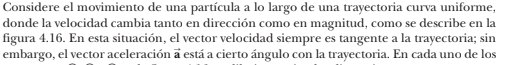 Considere el movimiento de una partícula a lo largo de una trayectoria curva uniforme,
donde la velocidad cambia tanto en dirección como en magnitud, como se describe en la
figura 4.16. En esta situación, el vector velocidad siempre es tangente a la trayectoria; sin
embargo, el vector aceleración a⃗ está a cierto ángulo con la trayectoria. En cada uno de los